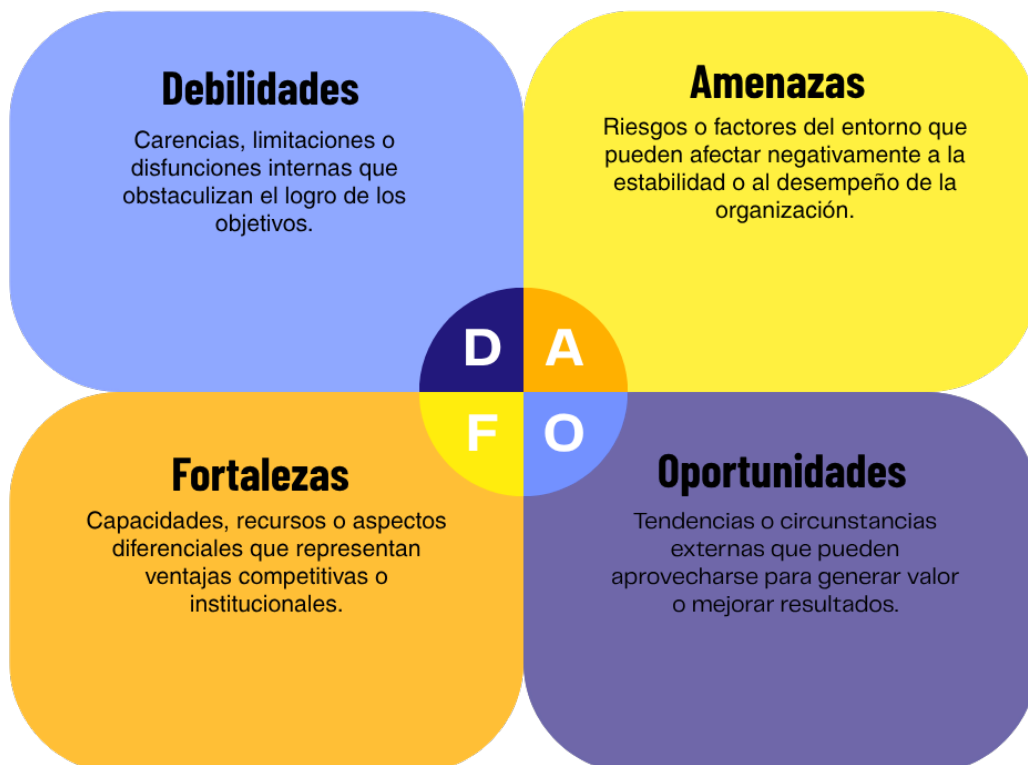 Debilidades
Carencias, limitaciones o
disfunciones internas que
obstaculizan el logro de los
objetivos.
Amenazas
Riesgos o factores del entorno que
pueden afectar negativamente a la
estabilidad o al desempeño de la
organización.
D A
F O
Fortalezas
Capacidades, recursos o aspectos
diferenciales que representan
ventajas competitivas o
institucionales.
Oportunidades
Tendencias o circunstancias
externas que pueden
aprovecharse para generar valor
o mejorar resultados.